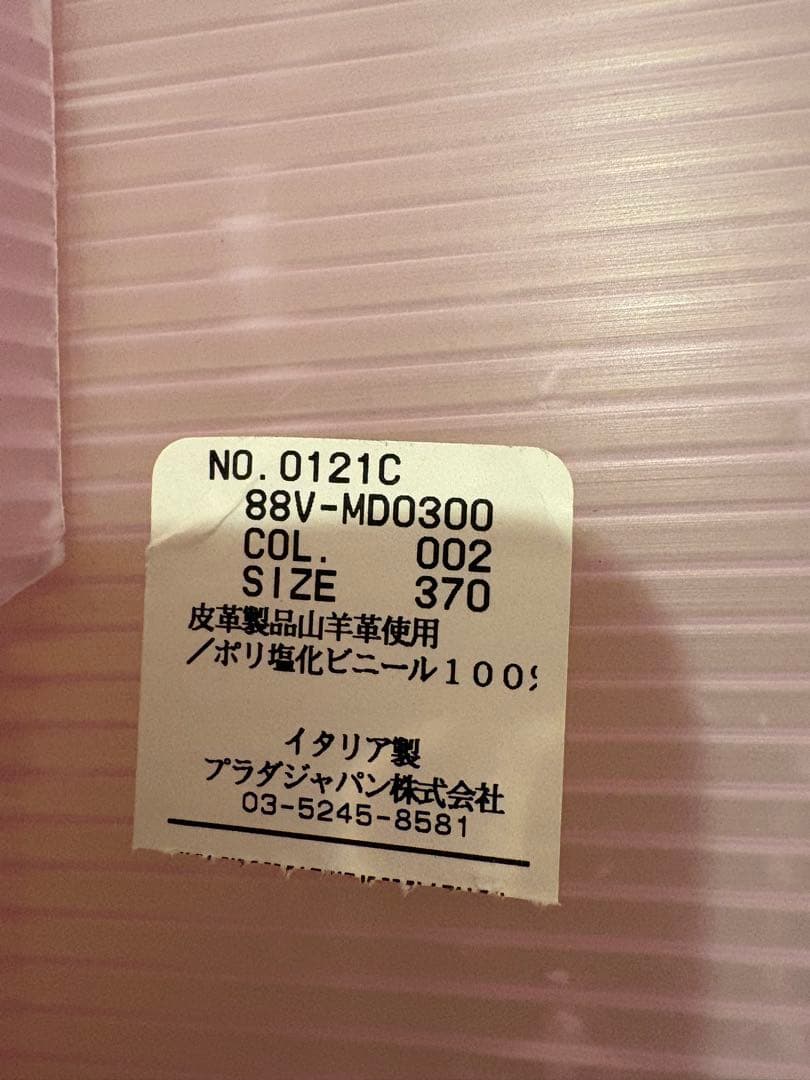 NO.0121C
88V-MD0300
COL. 002
SIZE 370
皮革製品山羊革使用
/ポリ塩化ビニール100%
イタリア製
プラダジャパン株式会社
03-5245-8581